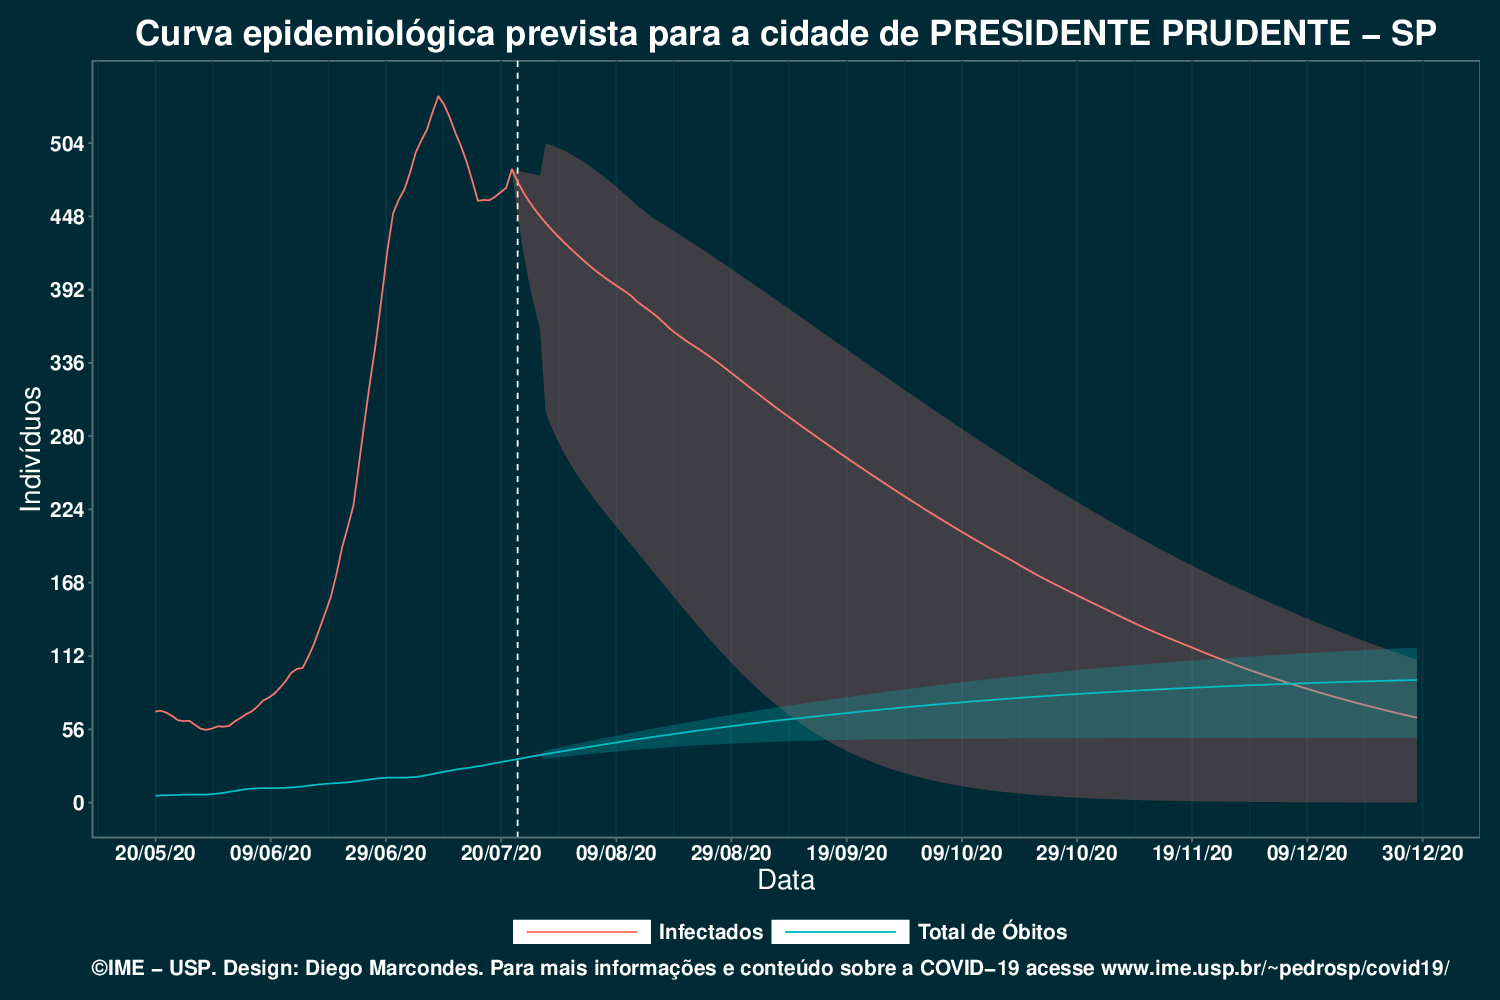 Curva epidemiológica prevista para a cidade de PRESIDENTE PRUDENTE – SP
Indivíduos
504
448
392
336
280
224
168
112
56
0
20/05/20 09/06/20 29/06/20 20/07/20 09/08/20 29/08/20 19/09/20 09/10/20 29/10/20 19/11/20 09/12/20 30/12/20
Data
Infectados Total de Óbitos
©IME – USP. Design: Diego Marcondes. Para mais informações e conteúdo sobre a COVID–19 acesse www.ime.usp.br/~pedrosp/covid19/